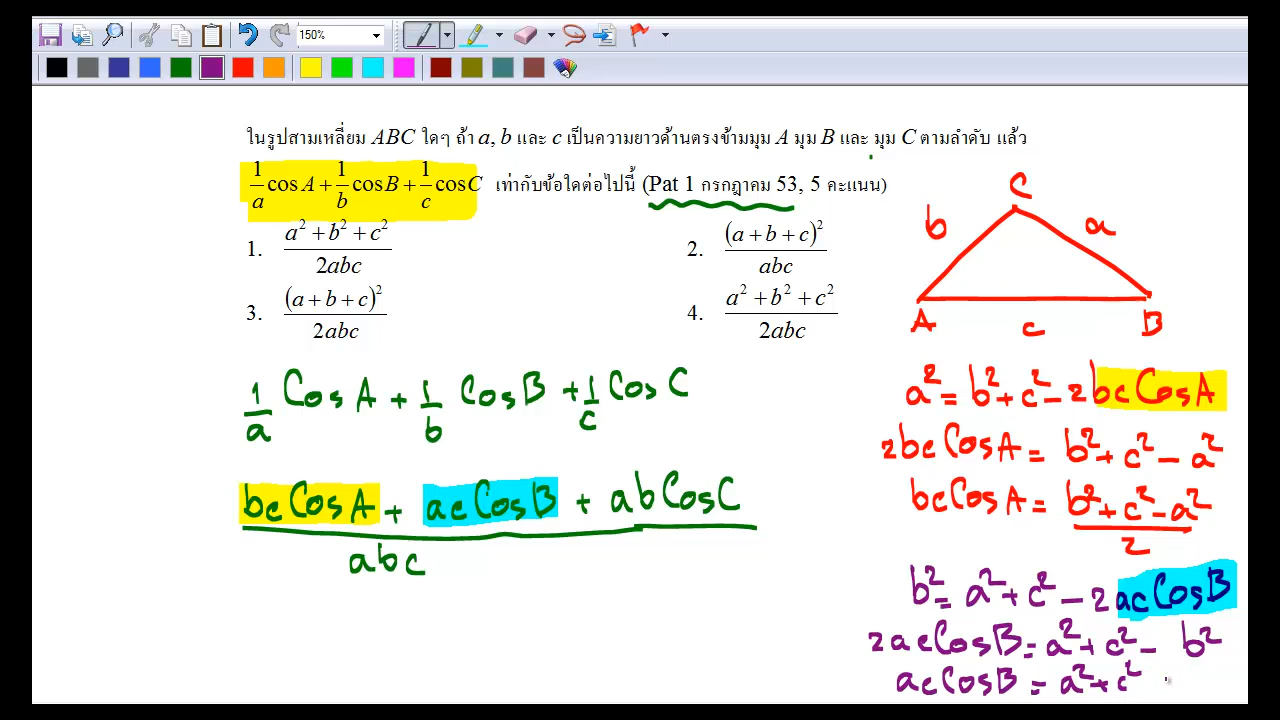 150%
ในรูปสามเหลี่ยม ABC ใดๆ ถ้า a, b และ c เป็นความยาวด้านตรงข้ามมุม A มุม B และ มุม C ตามลำดับ แล้ว
1/a cos A + 1/b cos B + 1/c cos C เท่ากับข้อใดต่อไปนี้ (Pat 1 กรกฎาคม 53, 5 คะแนน)
1. (a² + b² + c²)/2abc
2. (a + b + c)²/abc
3. (a + b + c)²/2abc
4. (a² + b² + c²)/2abc
C
b a
A c B
1/a Cos A + 1/b Cos B + 1/c Cos C
(bc Cos A + ac Cos B + ab Cos C)/abc
a² = b² + c² - 2bc Cos A
2bc Cos A = b² + c² - a²
bc Cos A = (b² + c² - a²)/2
b² = a² + c² - 2ac Cos B
2ac Cos B = a² + c² - b²
ac Cos B = a² + c²